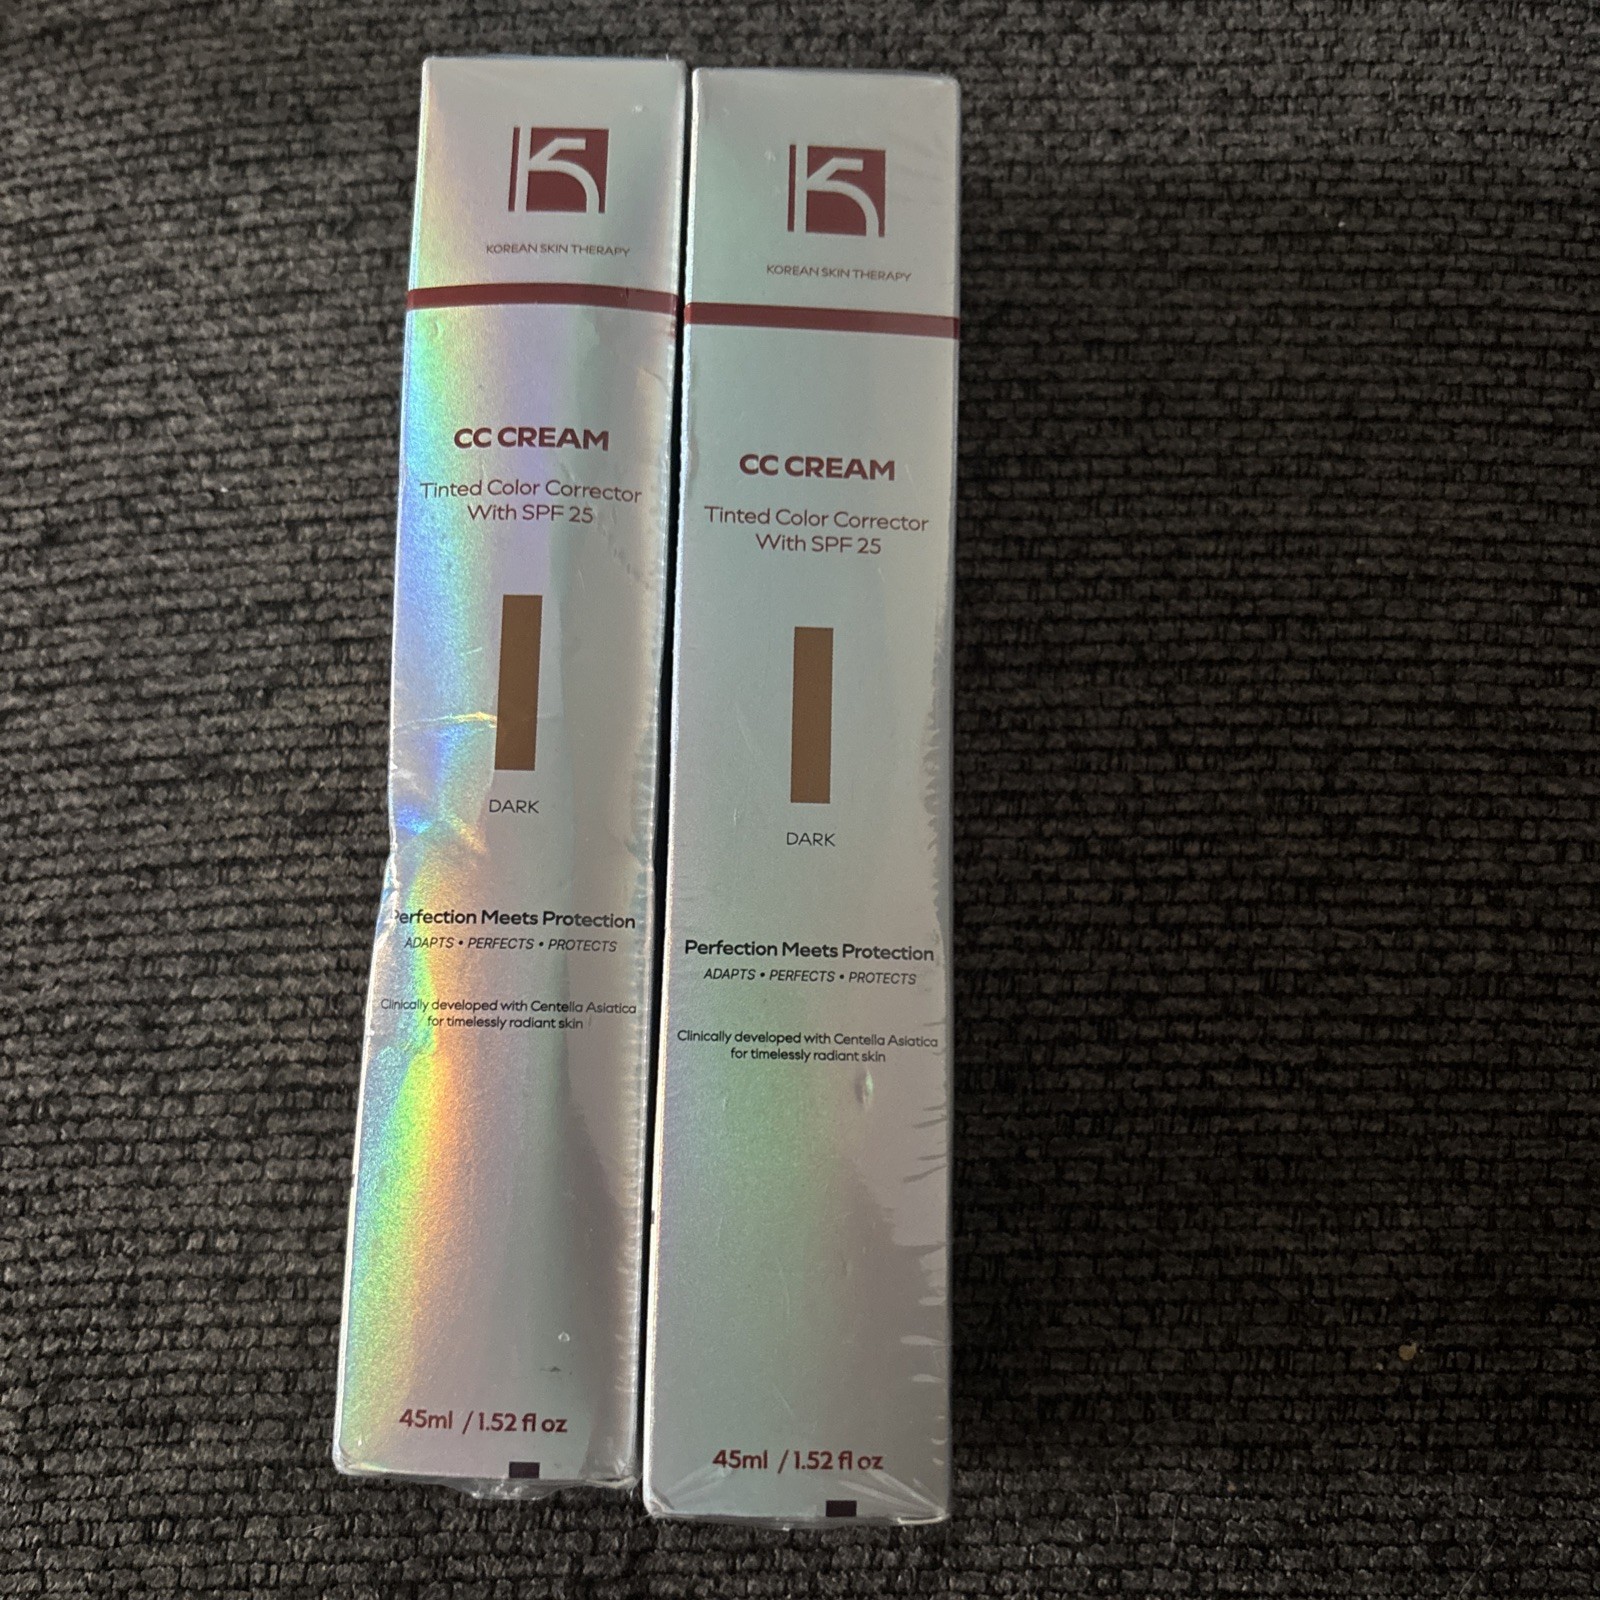 KOREAN SKIN THERAPY
CC CREAM
Tinted Color Corrector
With SPF 25
DARK
Perfection Meets Protection
ADAPTS • PERFECTS • PROTECTS
Clinically developed with Centella Asiatica
for timelessly radiant skin
45ml / 1.52 fl oz
KOREAN SKIN THERAPY
CC CREAM
Tinted Color Corrector
With SPF 25
DARK
Perfection Meets Protection
ADAPTS • PERFECTS • PROTECTS
Clinically developed with Centella Asiatica
for timelessly radiant skin
45ml / 1.52 fl oz